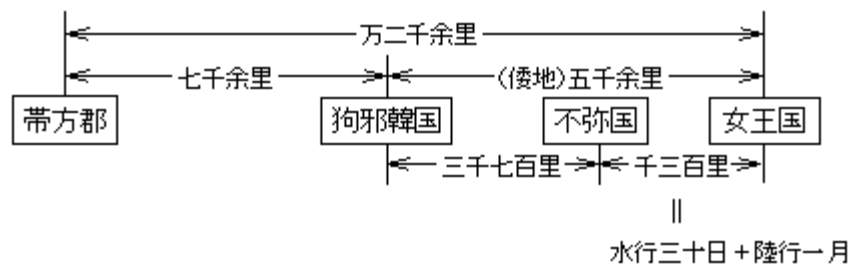 万二千余里
七千余里 (倭地)五千余里
帯方郡 狗邪韓国 不弥国 女王国
三千七百里 千三百里
||
水行三十日+陸行一月